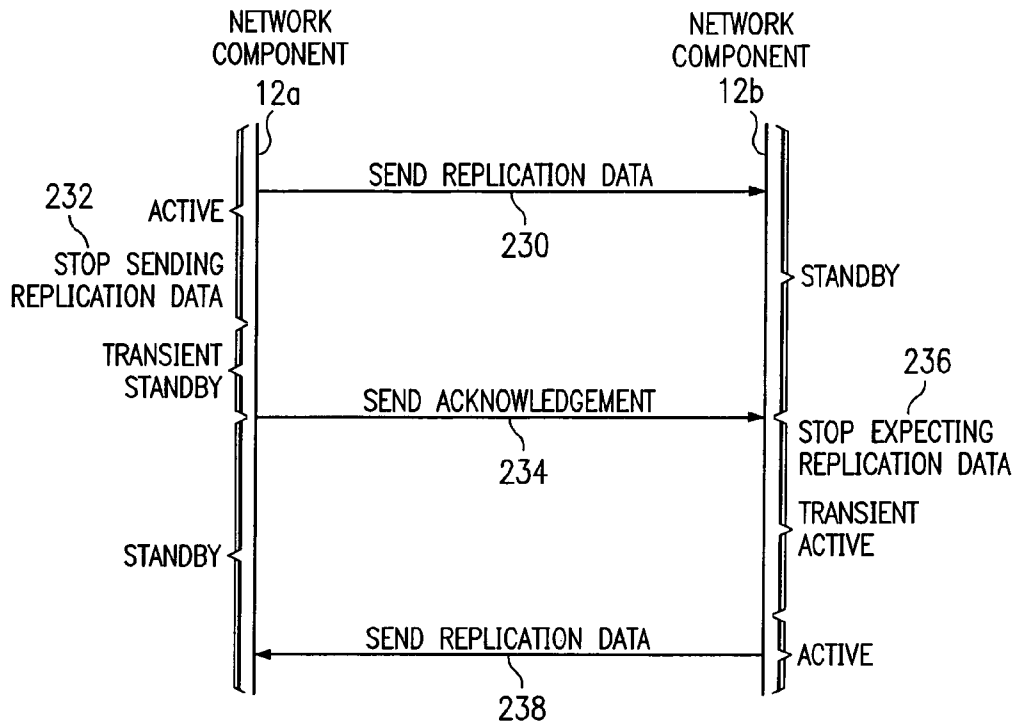 NETWORK
COMPONENT
12a
NETWORK
COMPONENT
12b
SEND REPLICATION DATA
230
232
ACTIVE
STOP SENDING
REPLICATION DATA
STANDBY
TRANSIENT
STANDBY
236
SEND ACKNOWLEDGEMENT
234
STOP EXPECTING
REPLICATION DATA
TRANSIENT
ACTIVE
STANDBY
SEND REPLICATION DATA
238
ACTIVE